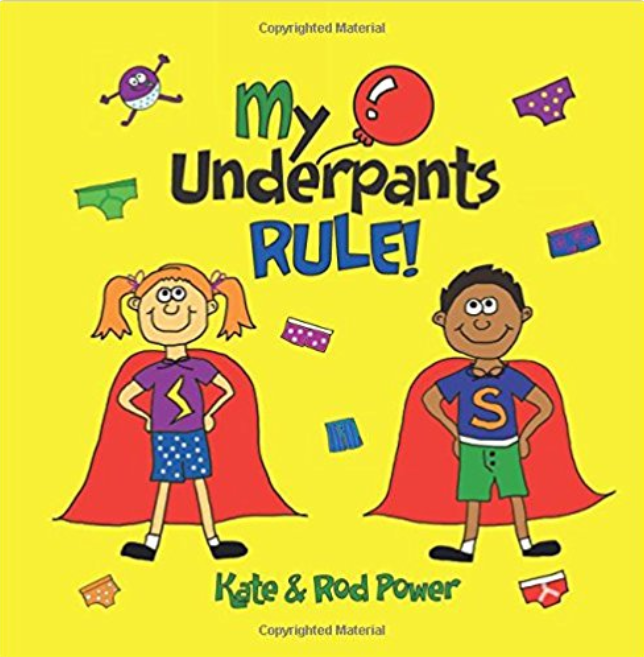 Copyrighted Material
My
Underpants
RULE!
S
Kate & Rod Power
Copyrighted Material